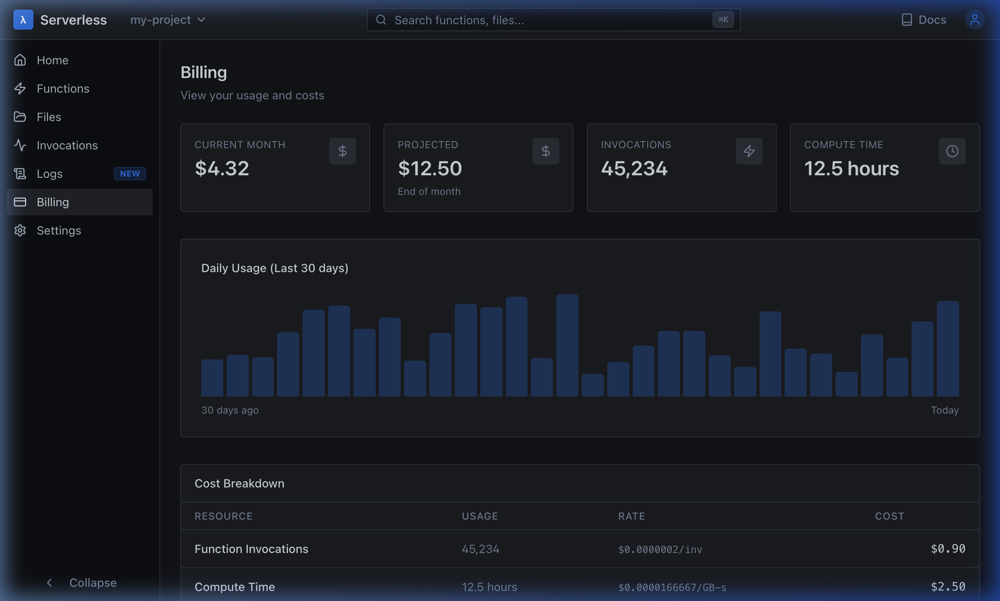 λ Serverless my-project Search functions, files... ⌘K Docs
Home
Functions
Files
Invocations
Logs NEW
Billing
Settings
Collapse
Billing
View your usage and costs
CURRENT MONTH
$4.32
PROJECTED
$12.50
End of month
INVOCATIONS
45,234
COMPUTE TIME
12.5 hours
Daily Usage (Last 30 days)
30 days ago Today
Cost Breakdown
RESOURCE USAGE RATE COST
Function Invocations 45,234 $0.0000002/inv $0.90
Compute Time 12.5 hours $0.0000166667/GB-s $2.50